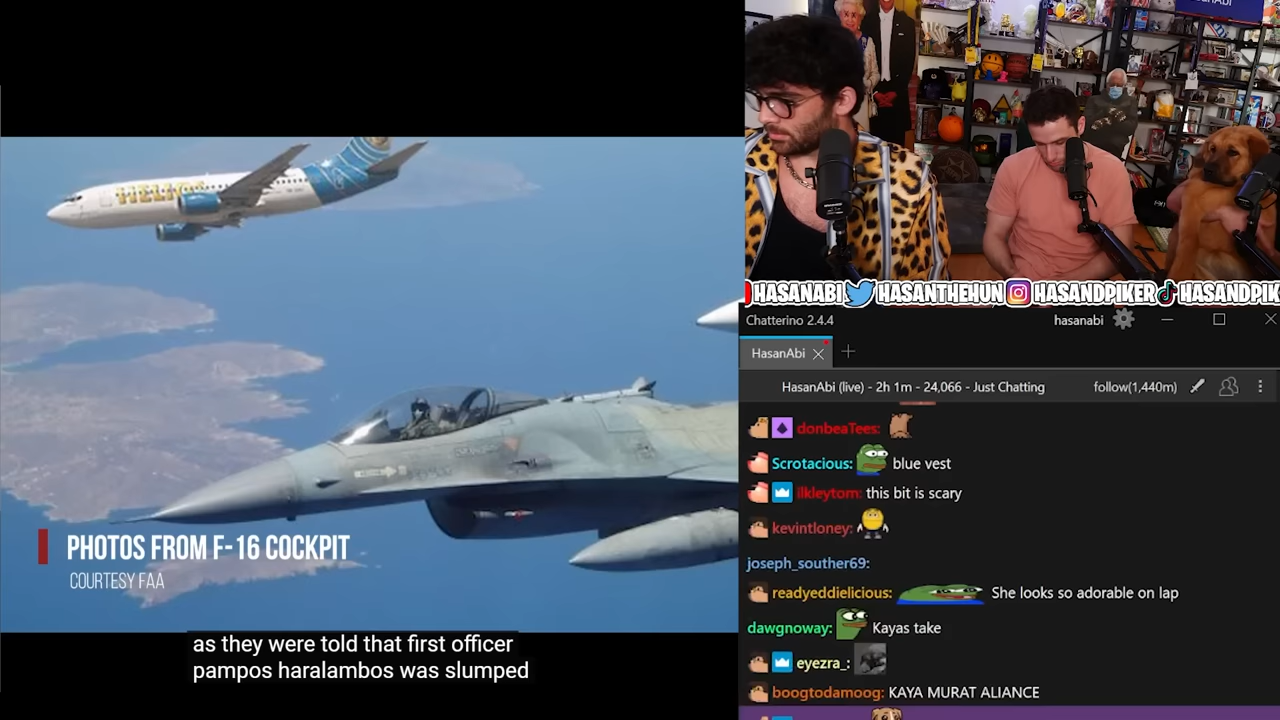 HELIOS
PHOTOS FROM F-16 COCKPIT
COURTESY FAA
as they were told that first officer
pampos haralambos was slumped
HASANABI HASANTHEHUN HASANDPIKER HASANDPIK
Chatterino 2.4.4 hasanabi
HasanAbi
HasanAbi (live) - 2h 1m - 24,066 - Just Chatting follow(1,440m)
donbeaTees:
Scrotacious: blue vest
ilkleytom: this bit is scary
kevintloney:
joseph_souther69:
readyeddielicious: She looks so adorable on lap
dawgnoway: Kayas take
eyezra_:
boogtodamoog: KAYA MURAT ALIANCE